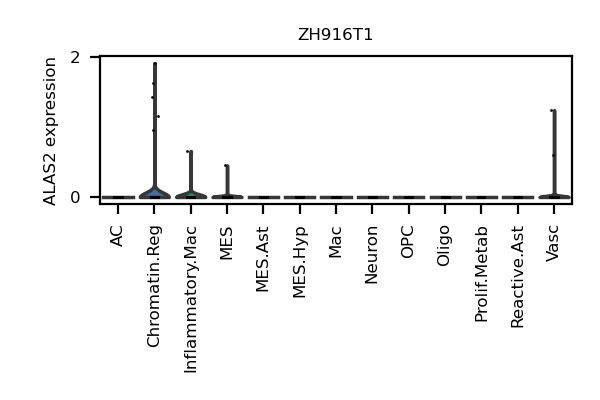 ZH916T1
ALAS2 expression
2
0
AC
Chromatin.Reg
Inflammatory.Mac
MES
MES.Ast
MES.Hyp
Mac
Neuron
OPC
Oligo
Prolif.Metab
Reactive.Ast
Vasc